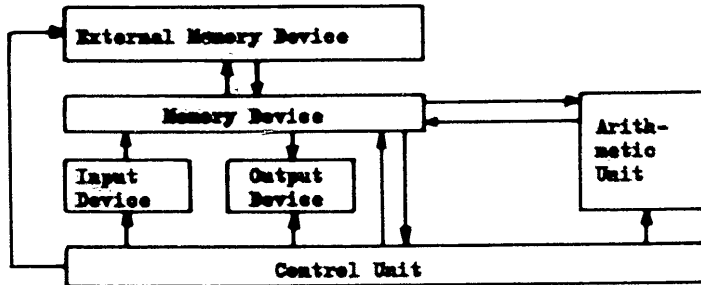 External Memory Device
Memory Device
Arith-
metic
Unit
Input
Device
Output
Device
Control Unit